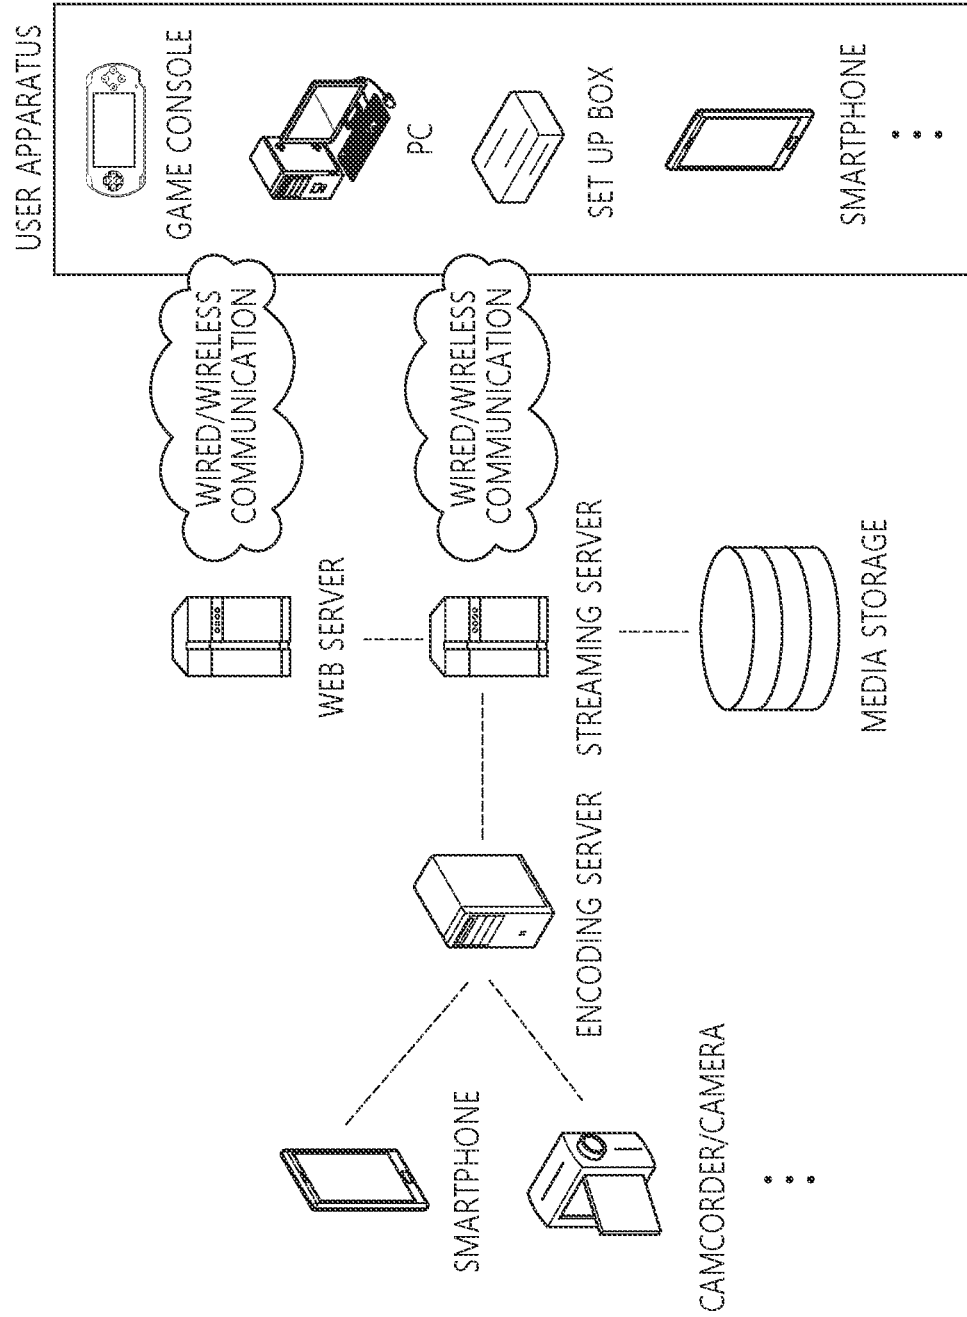 USER APPARATUS
GAME CONSOLE
PC
SET UP BOX
SMARTPHONE
WIRED/WIRELESS
COMMUNICATION
WIRED/WIRELESS
COMMUNICATION
WEB SERVER
STREAMING SERVER
MEDIA STORAGE
ENCODING SERVER
SMARTPHONE
CAMCORDER/CAMERA